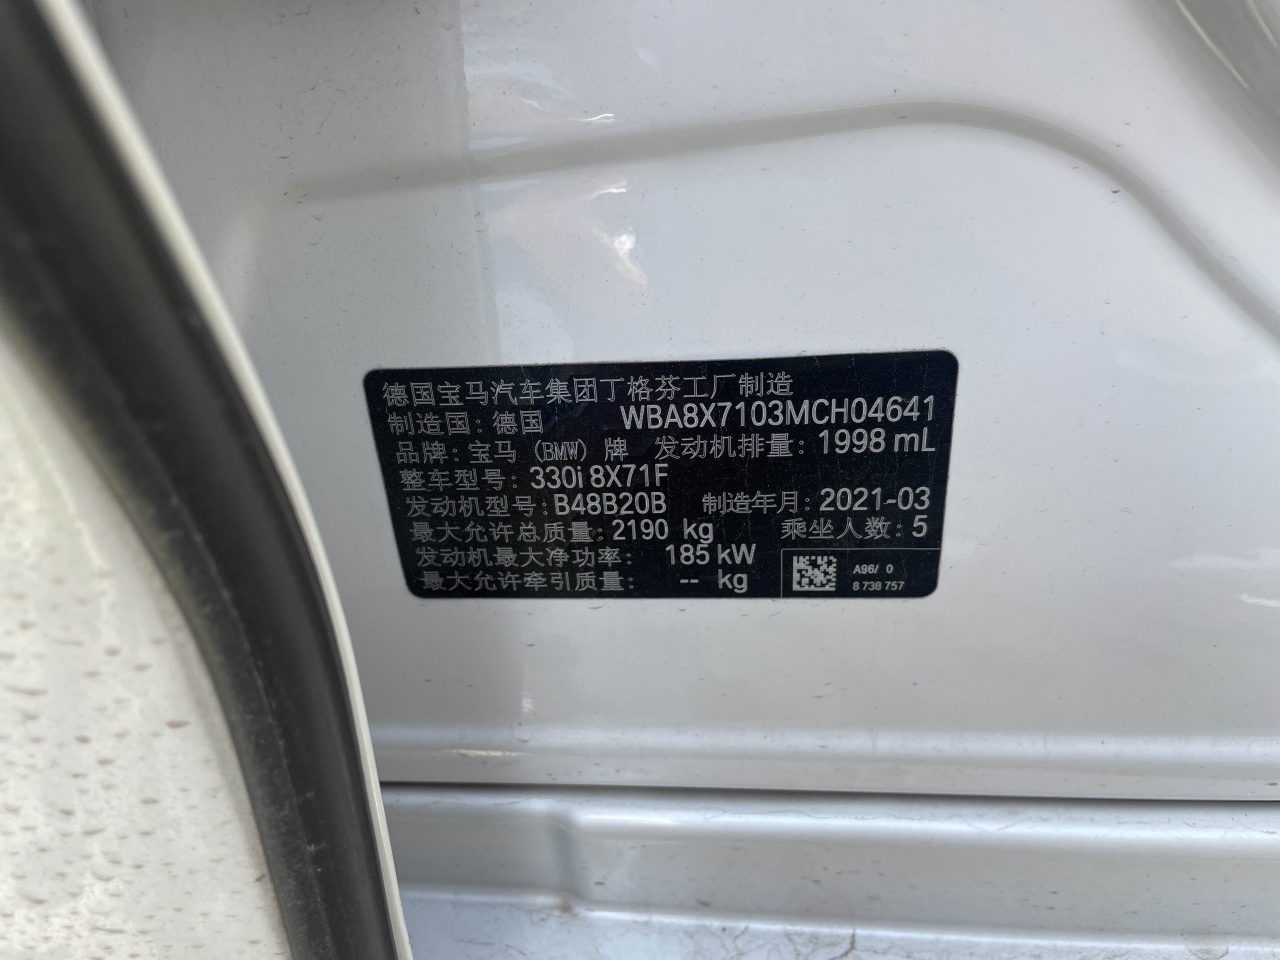 德国宝马汽车集团丁格芬工厂制造
制造国: 德国 WBA8X7103MCH04641
品牌: 宝马 (BMW) 牌 发动机排量: 1998 mL
整车型号: 330i 8X71F
发动机型号: B48B20B 制造年月: 2021-03
最大允许总质量: 2190 kg 乘坐人数: 5
发动机最大净功率: 185 kW
最大允许牵引质量: -- kg
A96/ 0
8 738 757